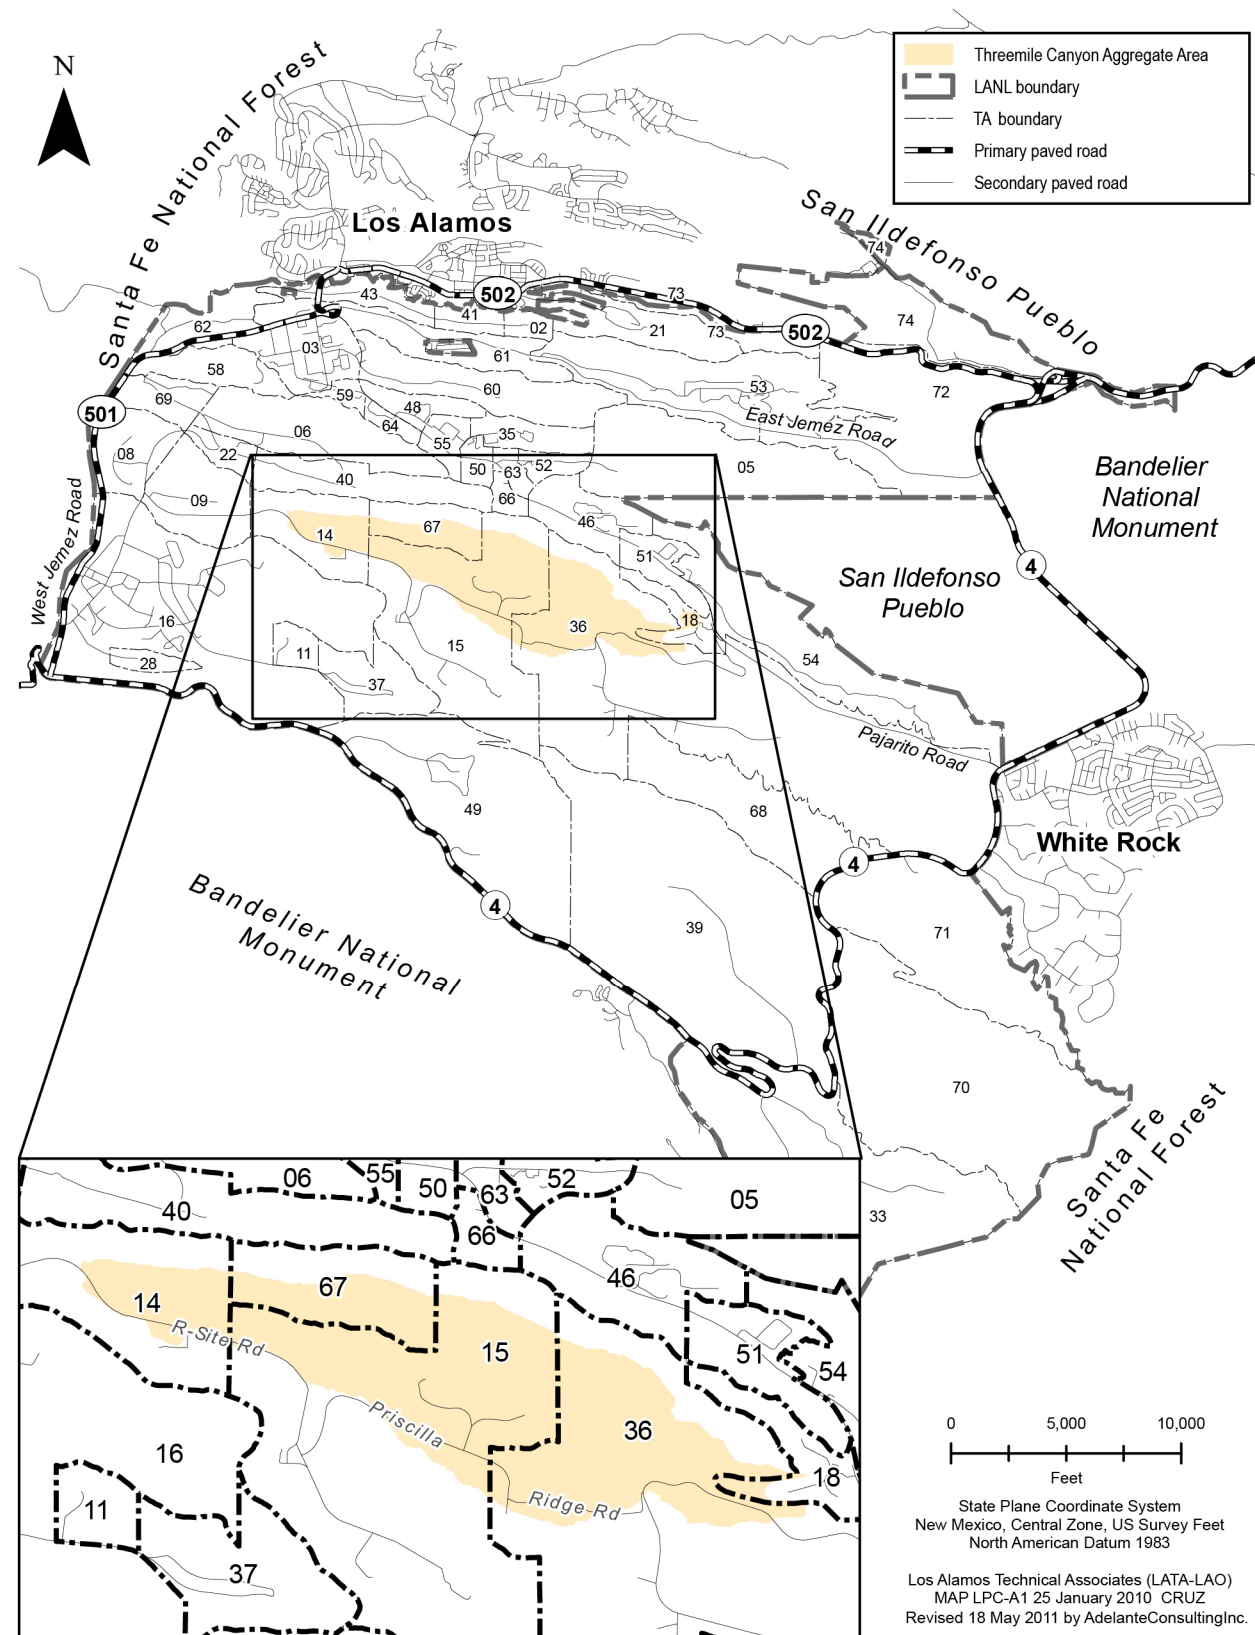 N
Santa Fe National Forest
Los Alamos
Threemile Canyon Aggregate Area
LANL boundary
TA boundary
Primary paved road
Secondary paved road
San Ildefonso Pueblo
74
43
502
73
41
02
21
73
502
74
62
03
61
58
60
53
72
501
69
59
48
64
06
55
35
East Jemez Road
08
22
50
63
52
05
40
66
09
46
67
14
51
Bandelier
National
Monument
4
San Ildefonso
Pueblo
West Jemez Road
16
36
18
28
11
15
54
37
Pajarito Road
49
68
White Rock
4
Bandelier National
Monument
4
39
71
70
Santa Fe
National Forest
33
06
55
50
63
52
05
40
66
46
67
14
R-Site Rd
15
51
54
Priscilla
36
16
18
Ridge Rd
11
37
0
5,000
10,000
Feet
State Plane Coordinate System
New Mexico, Central Zone, US Survey Feet
North American Datum 1983
Los Alamos Technical Associates (LATA-LAO)
MAP LPC-A1 25 January 2010 CRUZ
Revised 18 May 2011 by AdelanteConsultingInc.